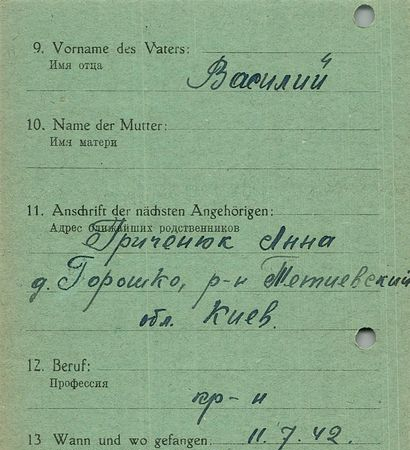 9. Vorname des Vaters:
Имя отца
Василий
10. Name der Mutter:
Имя матери
11. Anschrift der nächsten Angehörigen:
Адрес ближайших родственников
Гриченюк Анна
д. Горошко, р-н Тетиевский
обл. Киев.
12. Beruf:
Профессия
кр-н
13 Wann und wo gefangen: 11.7.42.